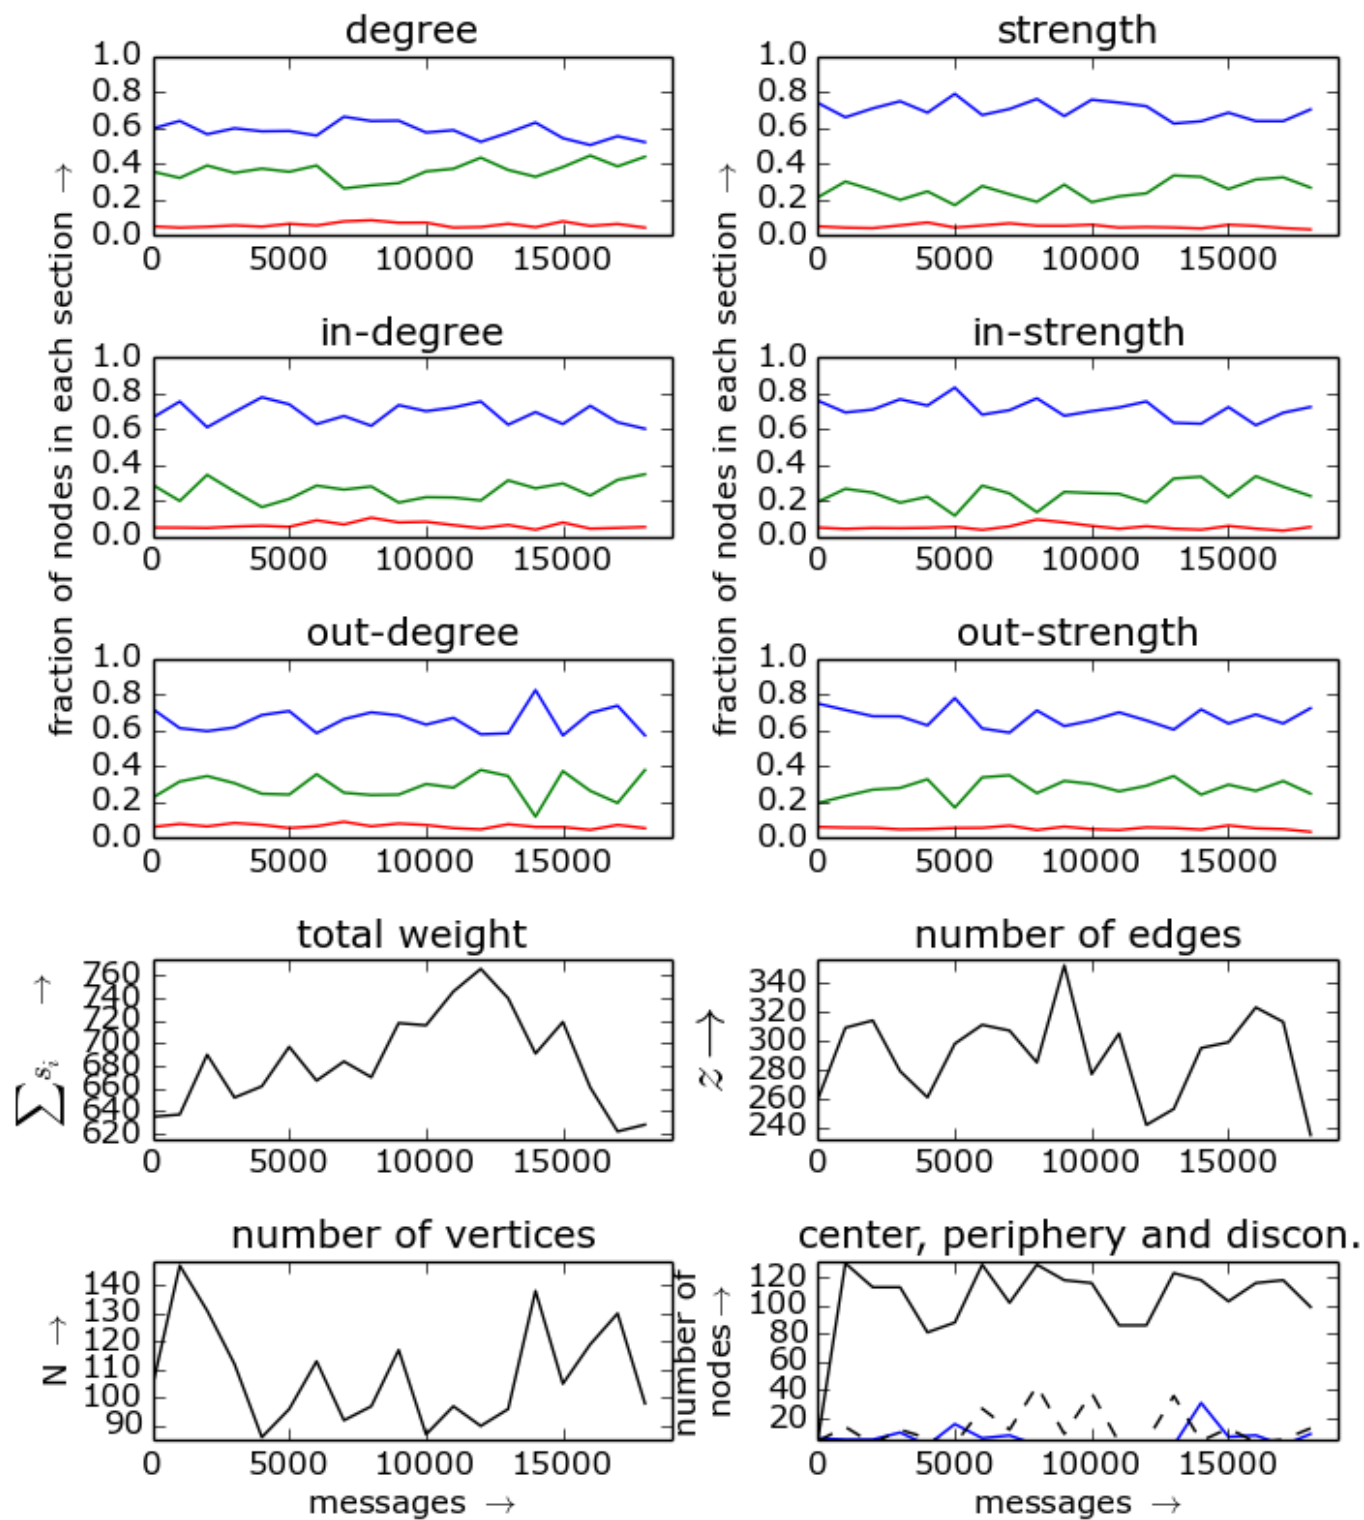 degree
1.0
0.8
0.6
0.4
0.2
0.0
0 5000 10000 15000
strength
1.0
0.8
0.6
0.4
0.2
0.0
0 5000 10000 15000
fraction of nodes in each section →
fraction of nodes in each section →
in-degree
1.0
0.8
0.6
0.4
0.2
0.0
0 5000 10000 15000
in-strength
1.0
0.8
0.6
0.4
0.2
0.0
0 5000 10000 15000
out-degree
1.0
0.8
0.6
0.4
0.2
0.0
0 5000 10000 15000
out-strength
1.0
0.8
0.6
0.4
0.2
0.0
0 5000 10000 15000
total weight
∑ s_i →
760
740
720
700
680
660
640
620
0 5000 10000 15000
number of edges
z →
340
320
300
280
260
240
0 5000 10000 15000
number of vertices
N →
140
130
120
110
100
90
0 5000 10000 15000
messages →
center, periphery and discon.
number of
nodes→
120
100
80
60
40
20
0 5000 10000 15000
messages →